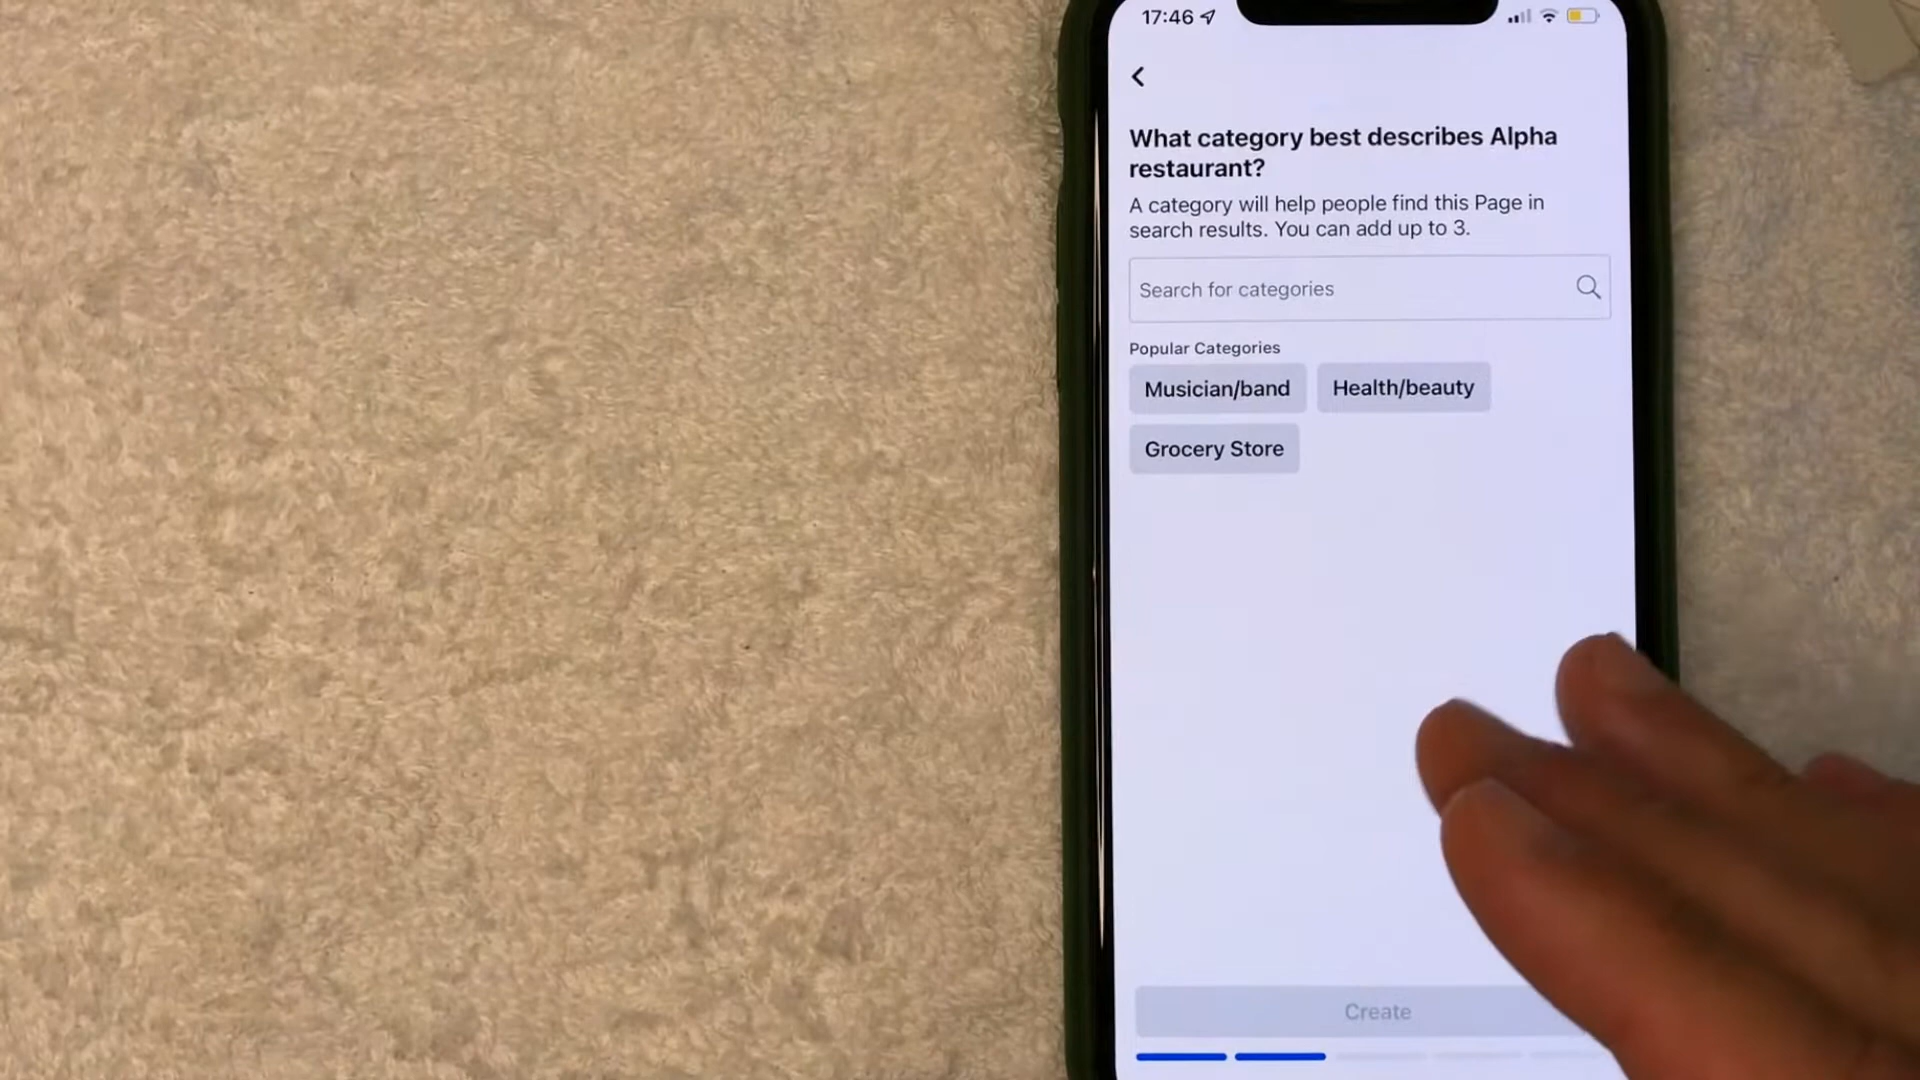 17:46
What category best describes Alpha
restaurant?
A category will help people find this Page in
search results. You can add up to 3.
Search for categories
Popular Categories
Musician/band
Health/beauty
Grocery Store
Create